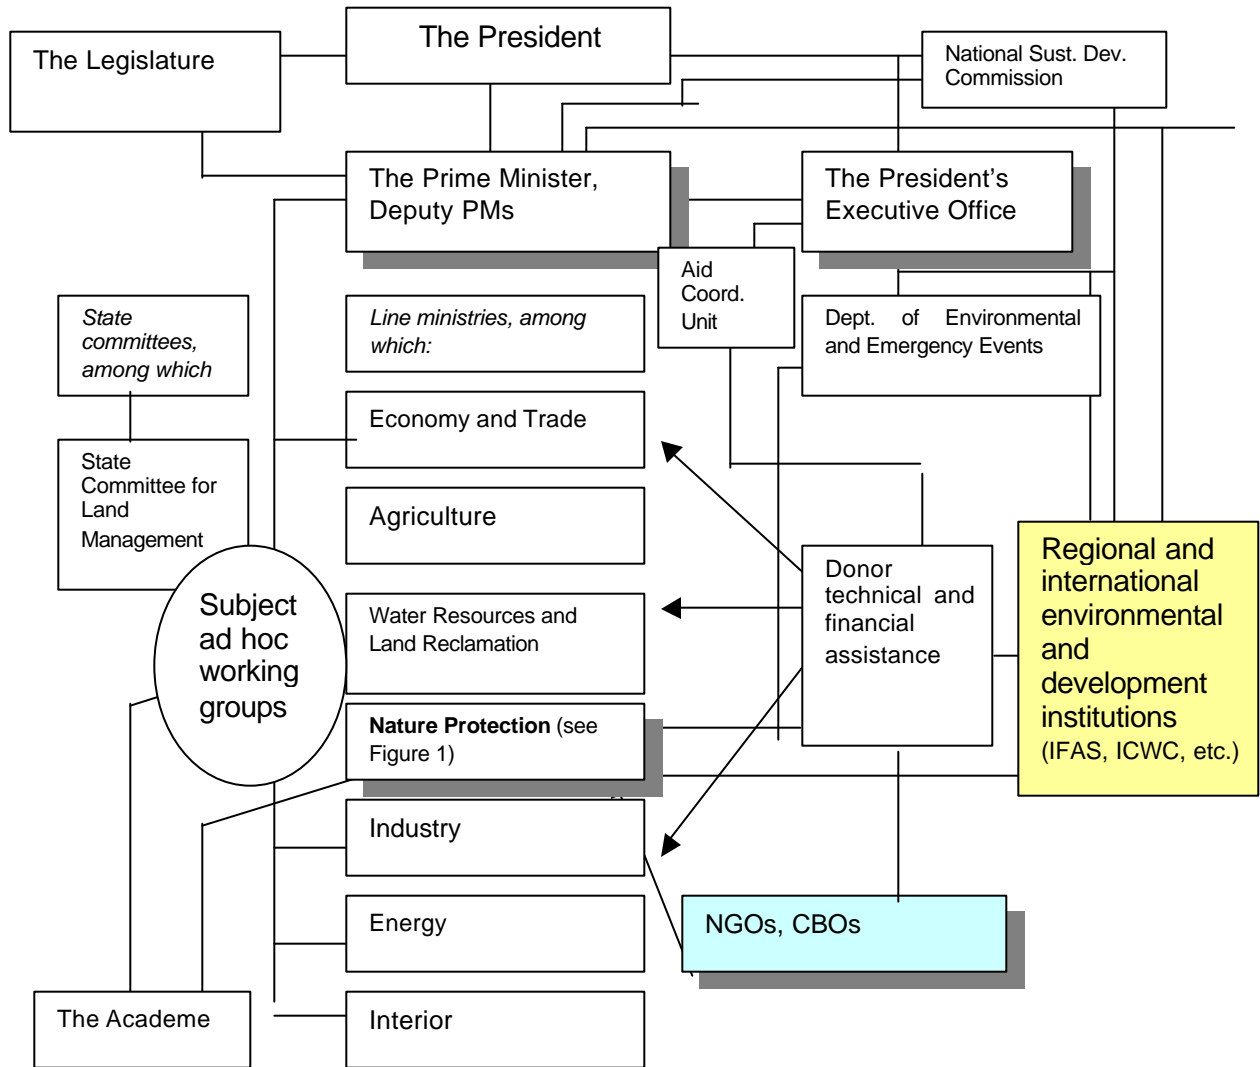 The President
The Legislature
National Sust. Dev.
Commission
The Prime Minister,
Deputy PMs
The President’s
Executive Office
Aid
Coord.
Unit
State
committees,
among which
Line ministries, among
which:
Dept. of Environmental
and Emergency Events
Economy and Trade
State
Committee for
Land
Management
Agriculture
Regional and
international
environmental
and
development
institutions
(IFAS, ICWC, etc.)
Donor
technical and
financial
assistance
Subject
ad hoc
working
groups
Water Resources and
Land Reclamation
Nature Protection (see
Figure 1)
Industry
Energy
NGOs, CBOs
The Academe
Interior